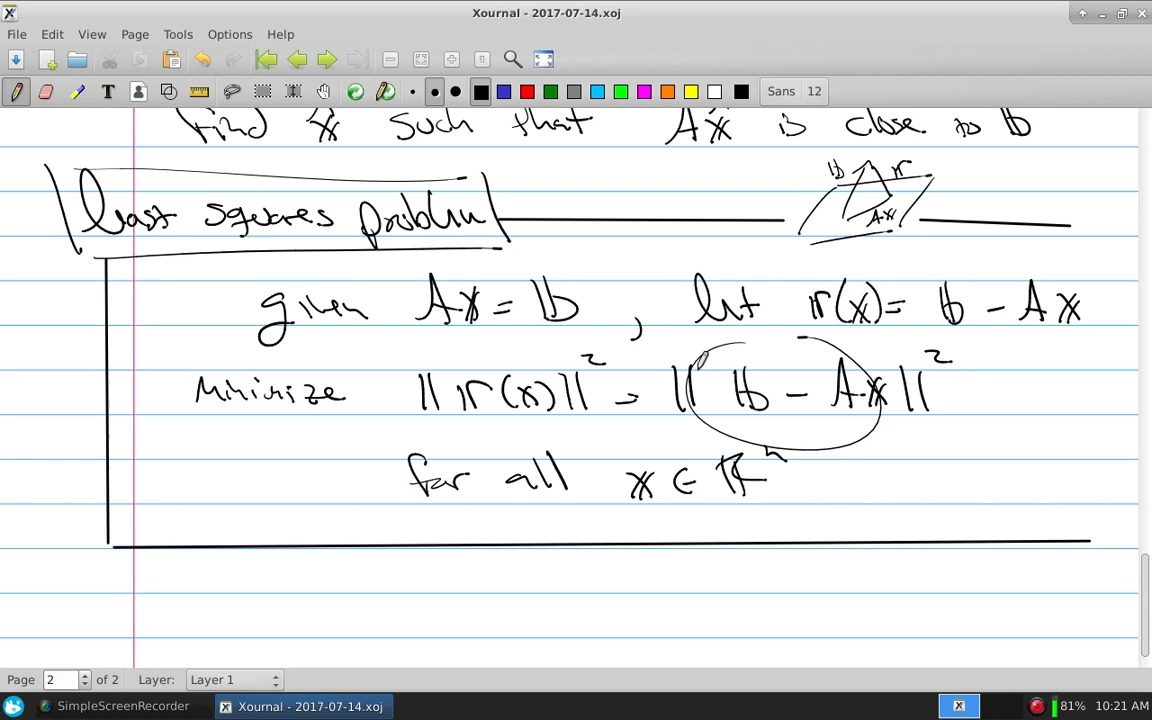 Xournal - 2017-07-14.xoj
File Edit View Page Tools Options Help
Sans 12
Find x̂ such that Ax̂ is close to b
b r
Ax
least squares problem
given Ax = b , let r(x) = b - Ax
Minimize ||r(x)||² = ||b - Ax||²
for all x ∈ ℝⁿ
Page 2 of 2 Layer: Layer 1
SimpleScreenRecorder Xournal - 2017-07-14.xoj 81% 10:21 AM